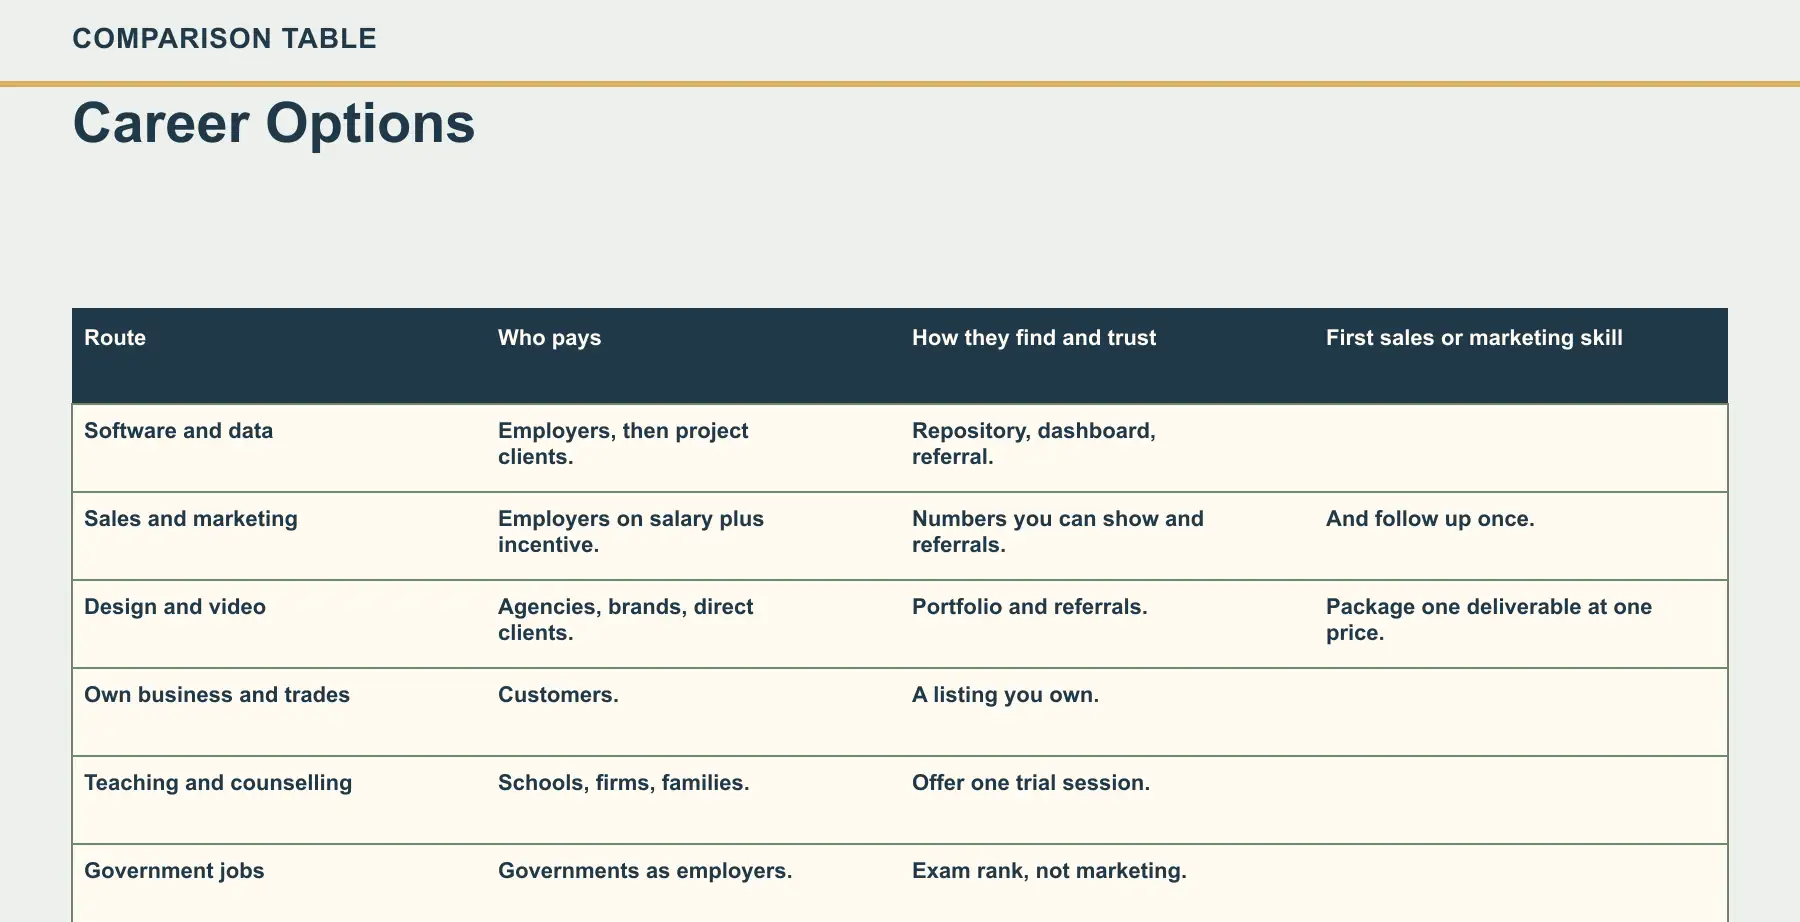 COMPARISON TABLE
Career Options
Route
Who pays
How they find and trust
First sales or marketing skill
Software and data
Employers, then project
clients.
Repository, dashboard,
referral.
Sales and marketing
Employers on salary plus
incentive.
Numbers you can show and
referrals.
And follow up once.
Design and video
Agencies, brands, direct
clients.
Portfolio and referrals.
Package one deliverable at one
price.
Own business and trades
Customers.
A listing you own.
Teaching and counselling
Schools, firms, families.
Offer one trial session.
Government jobs
Governments as employers.
Exam rank, not marketing.